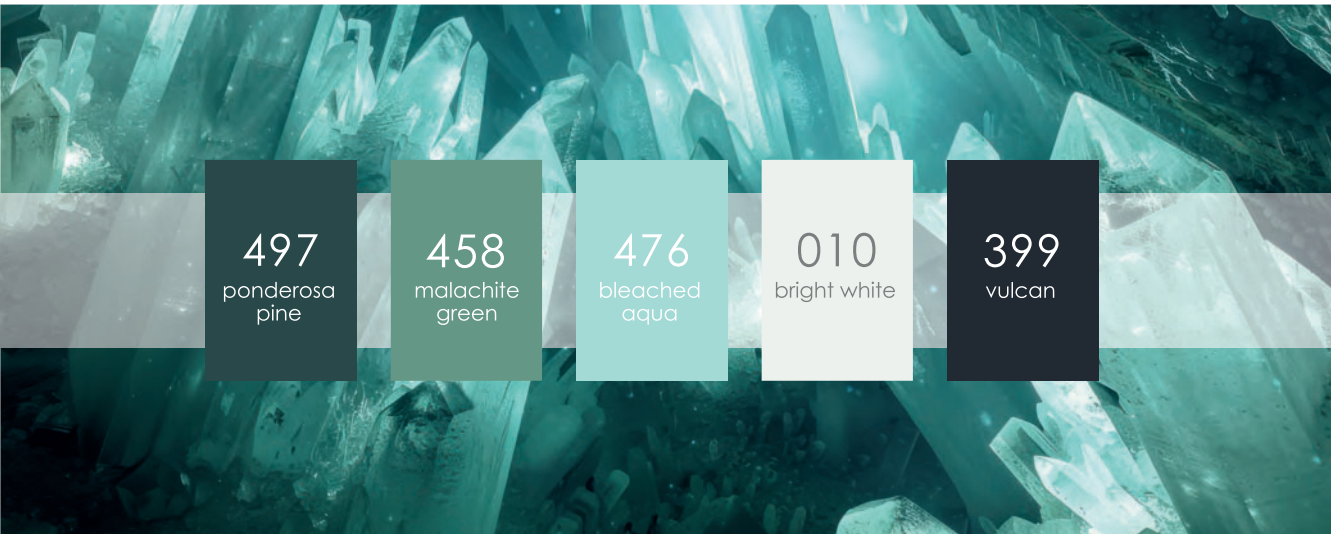 497
ponderosa
pine
458
malachite
green
476
bleached
aqua
010
bright white
399
vulcan